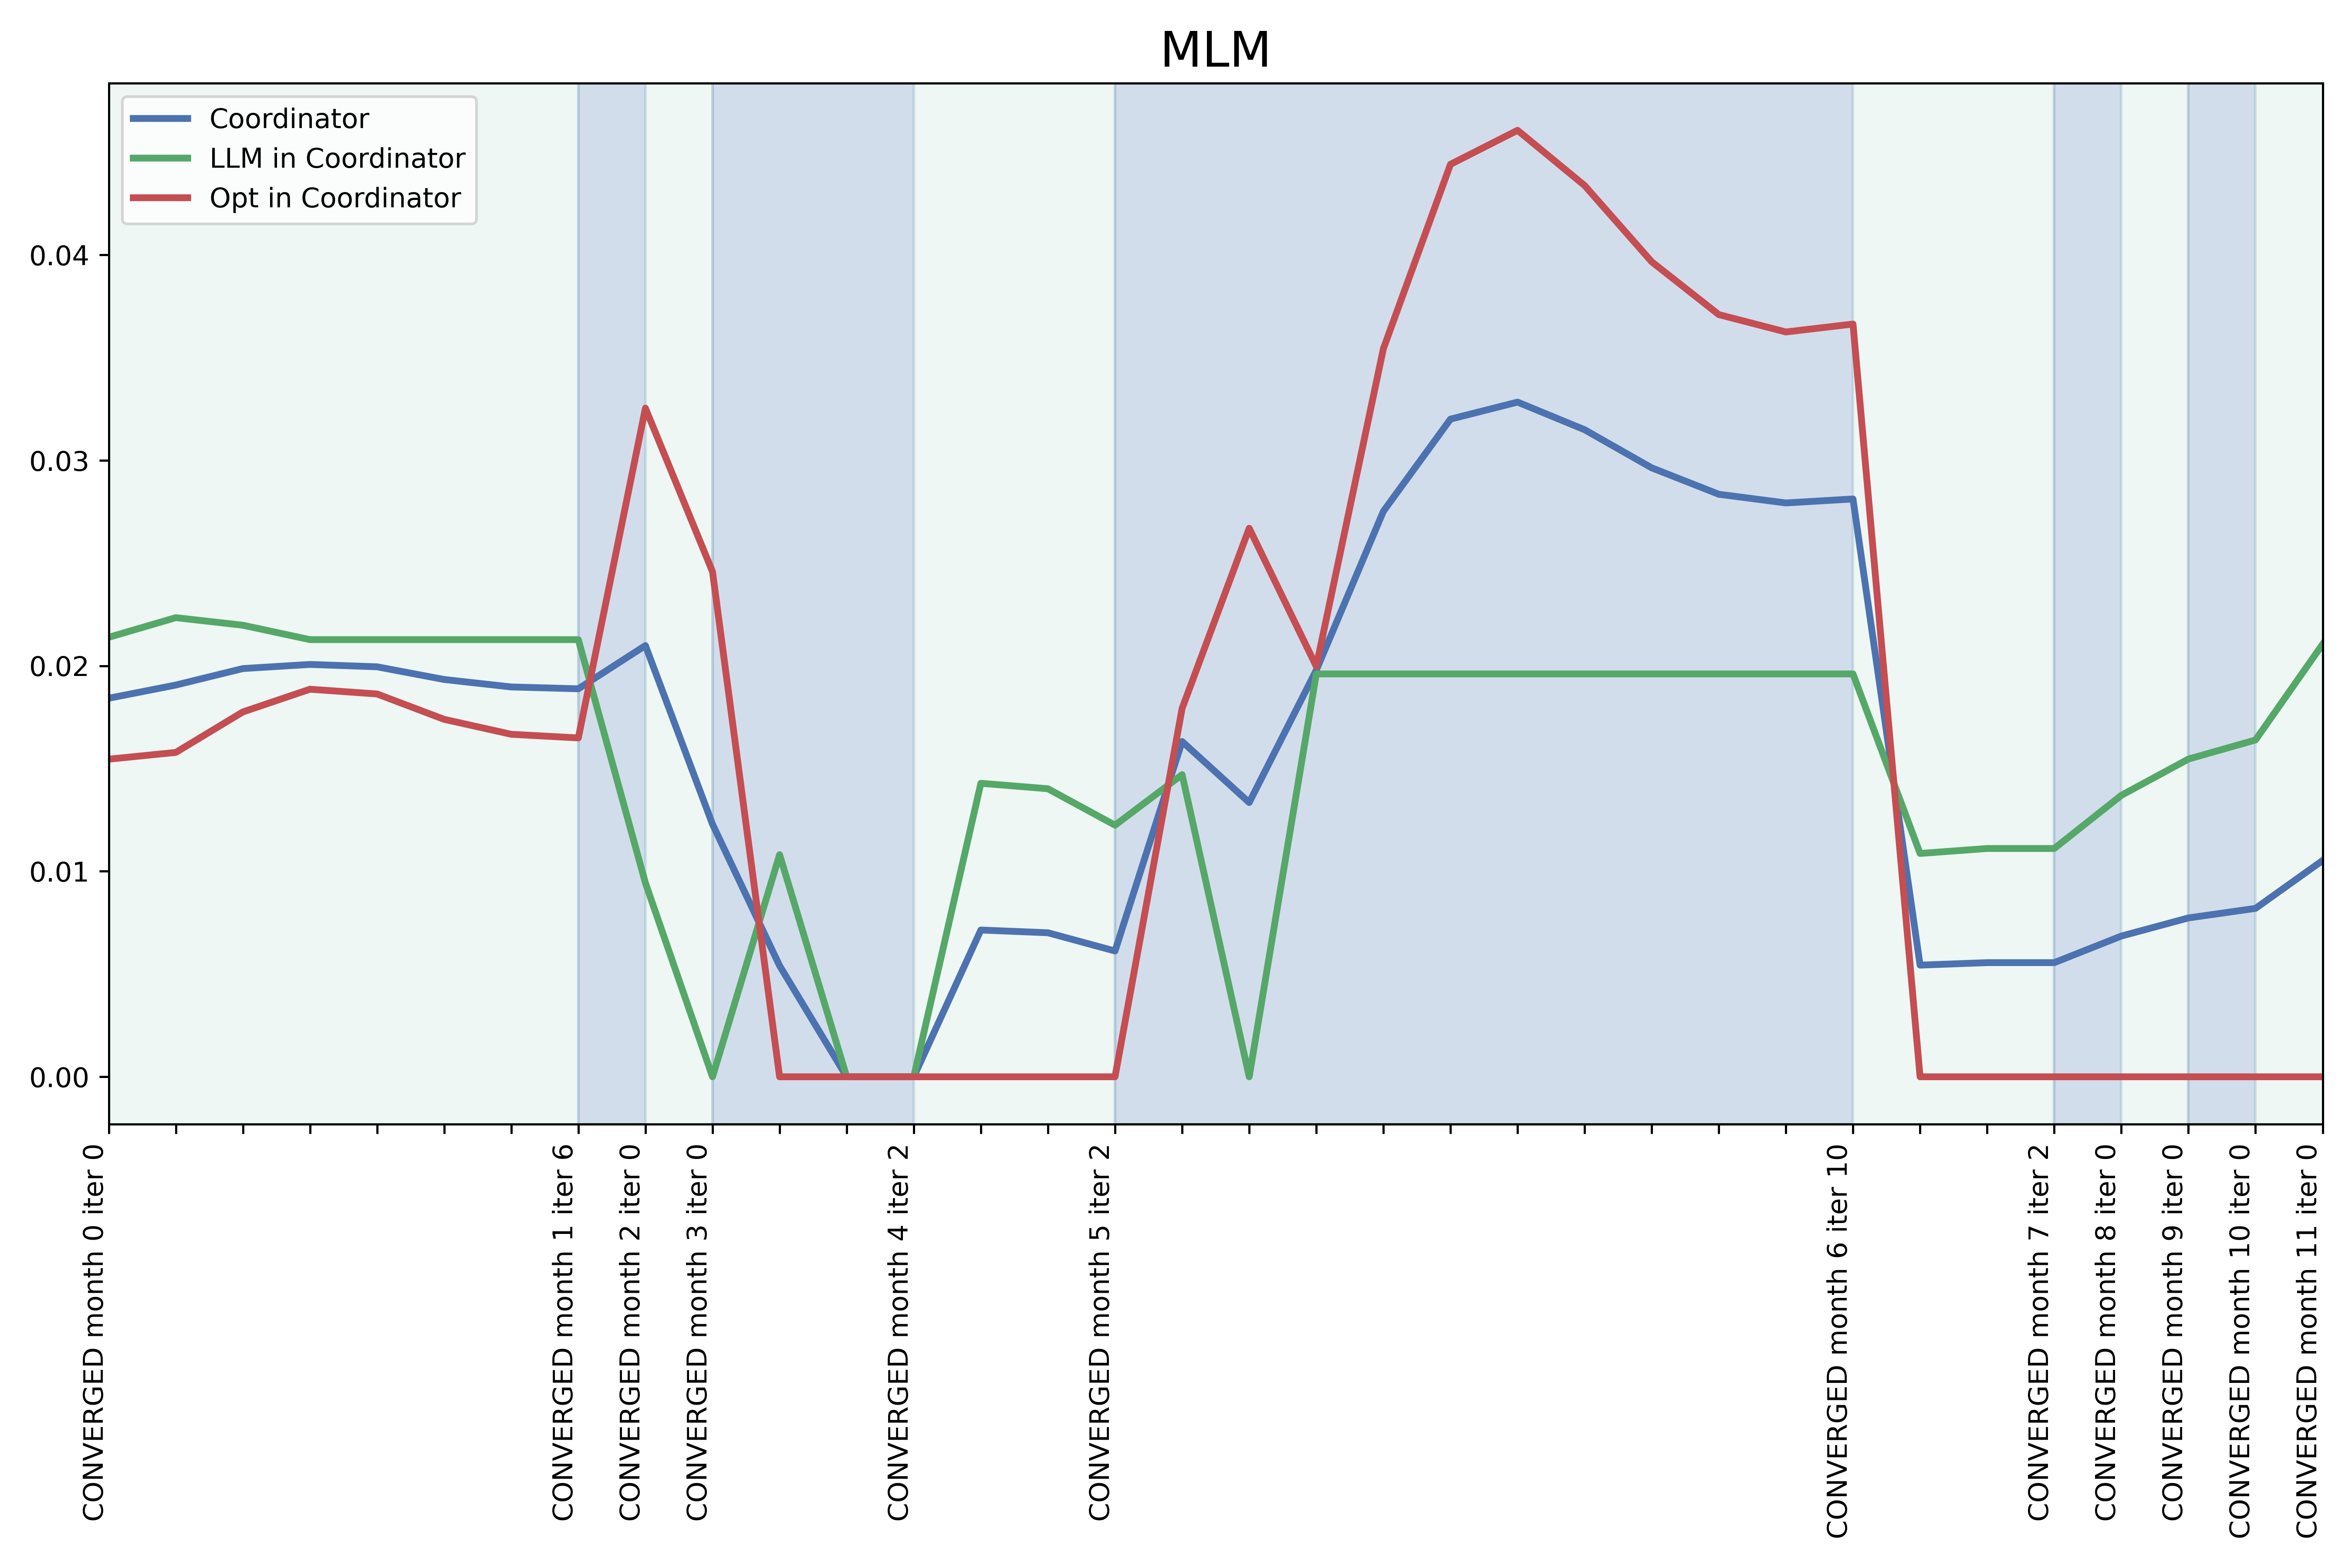 MLM
Coordinator
LLM in Coordinator
Opt in Coordinator
0.04
0.03
0.02
0.01
0.00
CONVERGED month 0 iter 0
CONVERGED month 1 iter 6
CONVERGED month 2 iter 0
CONVERGED month 3 iter 0
CONVERGED month 4 iter 2
CONVERGED month 5 iter 2
CONVERGED month 6 iter 10
CONVERGED month 7 iter 2
CONVERGED month 8 iter 0
CONVERGED month 9 iter 0
CONVERGED month 10 iter 0
CONVERGED month 11 iter 0